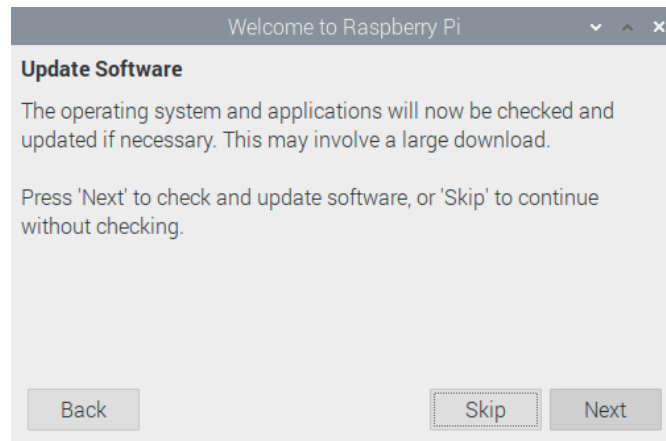 Welcome to Raspberry Pi
Update Software
The operating system and applications will now be checked and
updated if necessary. This may involve a large download.
Press 'Next' to check and update software, or 'Skip' to continue
without checking.
Back
Skip
Next